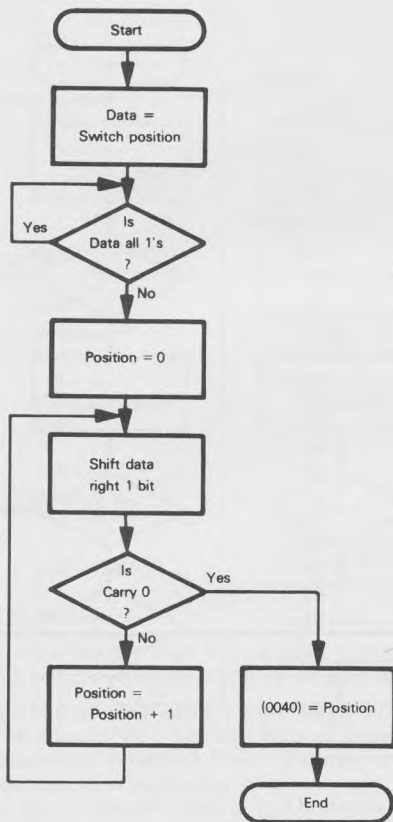 Start
Data =
Switch position
Yes
Is
Data all 1's
?
No
Position = 0
Shift data
right 1 bit
Is
Carry 0
?
Yes
No
Position =
Position + 1
(0040) = Position
End